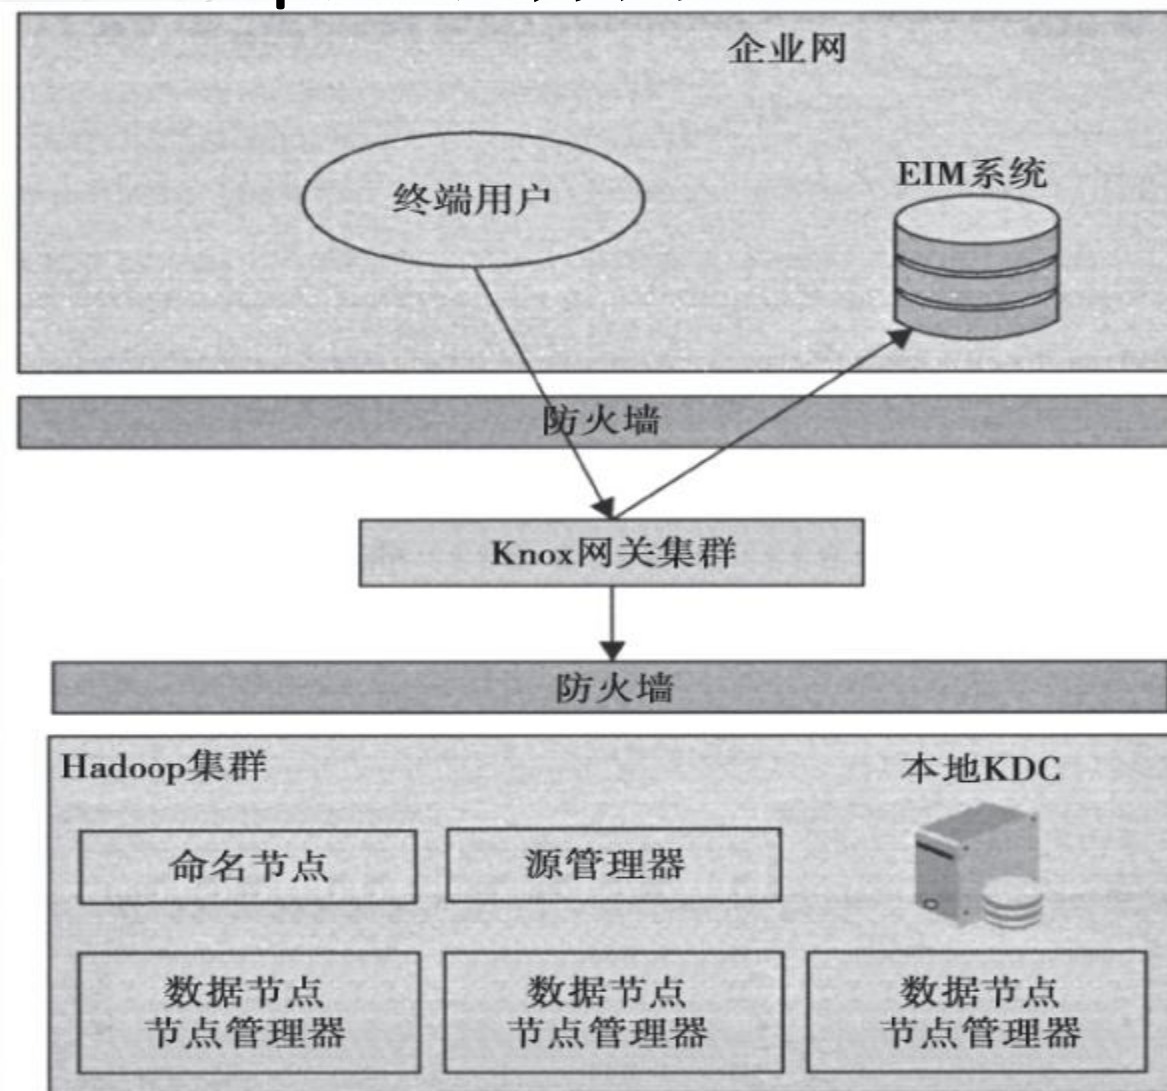 企业网
终端用户
EIM系统
防火墙
Knox网关集群
防火墙
Hadoop集群
本地KDC
命名节点
源管理器
数据节点
节点管理器
数据节点
节点管理器
数据节点
节点管理器